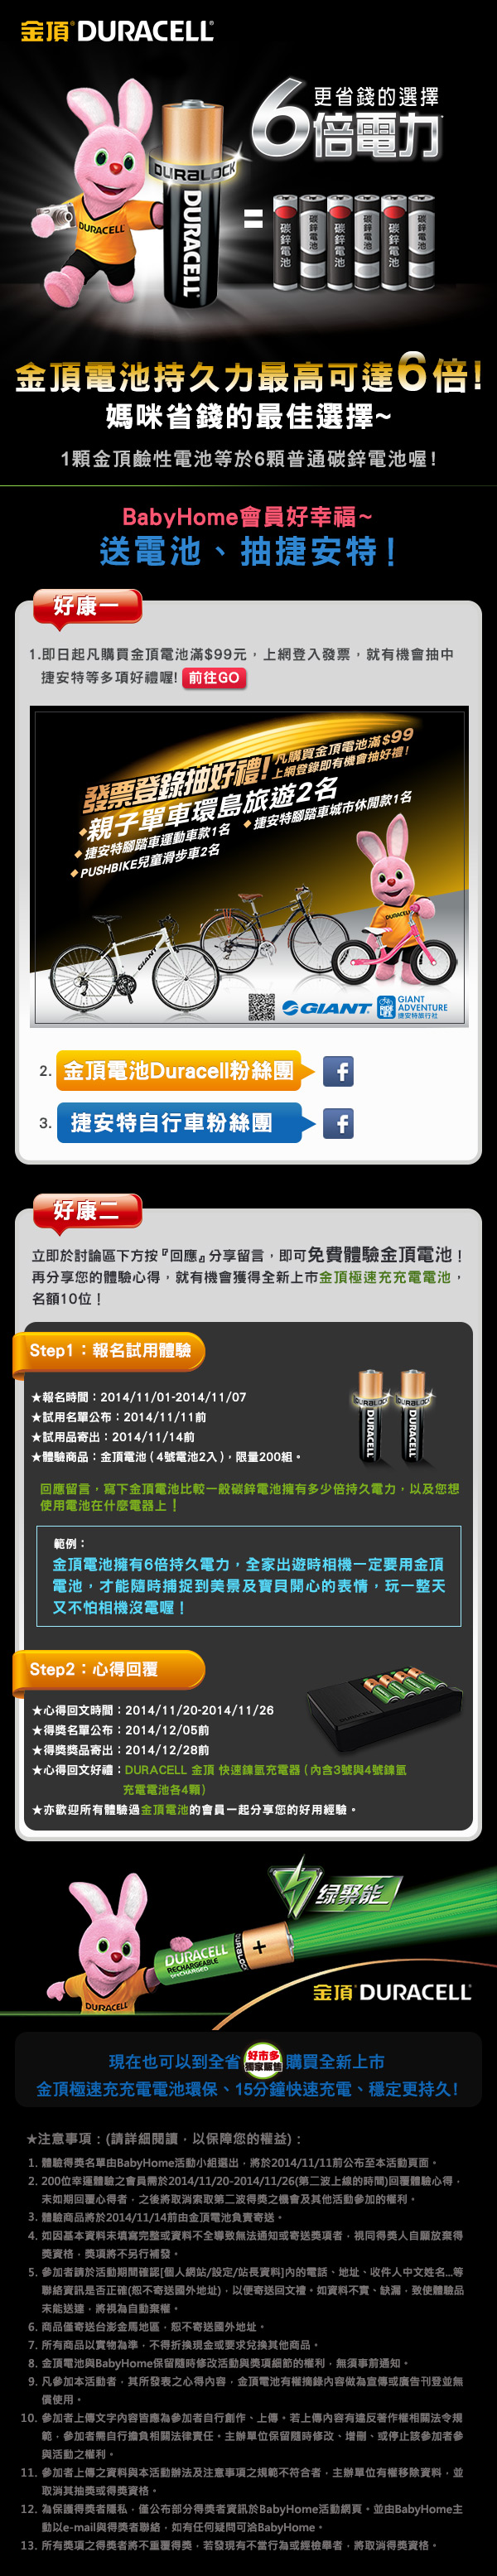 金頂 DURACELL
更省錢的選擇
6倍電力
DURALOCK
DURACELL
DURACELL
=
碳鋅電池 碳鋅電池 碳鋅電池 碳鋅電池 碳鋅電池 碳鋅電池
金頂電池持久力最高可達6倍!
媽咪省錢的最佳選擇~
1顆金頂鹼性電池等於6顆普通碳鋅電池喔!
BabyHome會員好幸福~
送電池、抽捷安特!
好康一
1.即日起凡購買金頂電池滿$99元，上網登入發票，就有機會抽中
捷安特等多項好禮喔! 前往GO
發票登錄抽好禮! 凡購買金頂電池滿$99
上網登錄即有機會抽好禮!
◆親子單車環島旅遊2名
◆捷安特腳踏車運動車款1名 ◆捷安特腳踏車城市休閒款1名
◆PUSHBIKE兒童滑步車2名
DURACELL
GIANT
GIANT GIANT ADVENTURE
捷安特旅行社
2. 金頂電池Duracell粉絲團 f
3. 捷安特自行車粉絲團 f
好康二
立即於討論區下方按『回應』分享留言，即可免費體驗金頂電池！
再分享您的體驗心得，就有機會獲得全新上市金頂極速充充電電池，
名額10位！
Step1：報名試用體驗
★報名時間：2014/11/01-2014/11/07
★試用名單公布：2014/11/11前
★試用品寄出：2014/11/14前
★體驗商品：金頂電池（4號電池2入），限量200組。
DURALOCK DURALOCK
DURACELL DURACELL
回應留言，寫下金頂電池比較一般碳鋅電池擁有多少倍持久電力，以及您想
使用電池在什麼電器上！
範例：
金頂電池擁有6倍持久電力，全家出遊時相機一定要用金頂
電池，才能隨時捕捉到美景及寶貝開心的表情，玩一整天
又不怕相機沒電喔！
Step2：心得回覆
★心得回文時間：2014/11/20-2014/11/26
★得獎名單公布：2014/12/05前
★得獎獎品寄出：2014/12/28前
★心得回文好禮：DURACELL 金頂 快速鎳氫充電器（內含3號與4號鎳氫
充電電池各4顆）
★亦歡迎所有體驗過金頂電池的會員一起分享您的好用經驗。
DURACELL
绿聚能
DURACELL
RECHARGEABLE
PRECHARGED
DURALOCK
+
DURACELL
金頂 DURACELL
現在也可以到全省 好市多 獨家販售 購買全新上市
金頂極速充充電電池環保、15分鐘快速充電、穩定更持久!
★注意事項：(請詳細閱讀，以保障您的權益)：
1. 體驗得獎名單由BabyHome活動小組選出，將於2014/11/11前公布至本活動頁面。
2. 200位幸運體驗之會員需於2014/11/20-2014/11/26(第二波上線的時間)回覆體驗心得，
未如期回覆心得者，之後將取消索取第二波得獎之機會及其他活動參加的權利。
3. 體驗商品將於2014/11/14前由金頂電池負責寄送。
4. 如因基本資料未填寫完整或資料不全導致無法通知或寄送獎項者，視同得獎人自願放棄得
獎資格，獎項將不另行補發。
5. 參加者請於活動期間確認[個人網站/設定/站長資料]內的電話、地址、收件人中文姓名...等
聯絡資訊是否正確(恕不寄送國外地址)，以便寄送回文禮。如資料不實、缺漏，致使體驗品
未能送達，將視為自動棄權。
6. 商品僅寄送台澎金馬地區，恕不寄送國外地址。
7. 所有商品以實物為準，不得折換現金或要求兌換其他商品。
8. 金頂電池與BabyHome保留隨時修改活動與獎項細節的權利，無須事前通知。
9. 凡參加本活動者，其所發表之心得內容，金頂電池有權摘錄內容做為宣傳或廣告刊登並無
償使用。
10. 參加者上傳文字內容皆應為參加者自行創作、上傳。若上傳內容有違反著作權相關法令規
範，參加者需自行擔負相關法律責任。主辦單位保留隨時修改、增刪、或停止該參加者參
與活動之權利。
11. 參加者上傳之資料與本活動辦法及注意事項之規範不符合者，主辦單位有權移除資料，並
取消其抽獎或得獎資格。
12. 為保護得獎者隱私，僅公布部分得獎者資訊於BabyHome活動網頁。並由BabyHome主
動以e-mail與得獎者聯絡，如有任何疑問可洽BabyHome。
13. 所有獎項之得獎者將不重覆得獎，若發現有不當行為或經檢舉者，將取消得獎資格。